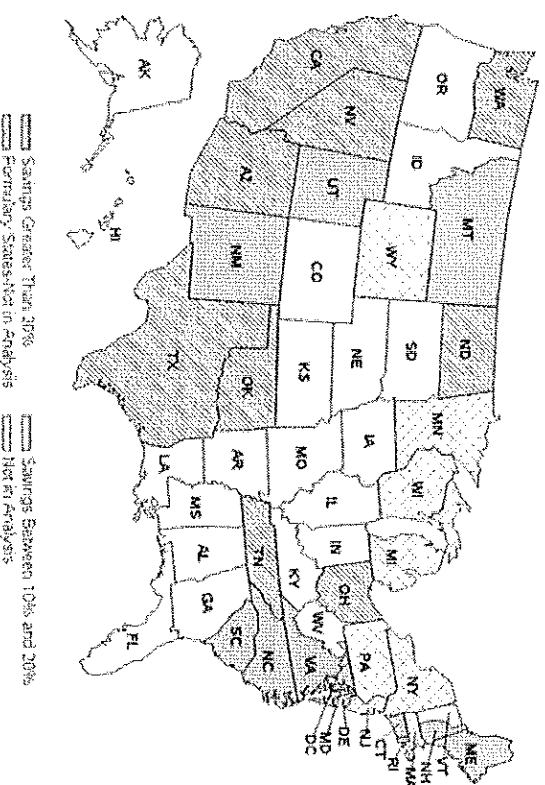 WA
OR
CA
NV
ID
MT
WY
UT
AZ
NM
CO
ND
SD
NE
KS
OK
TX
MN
IA
MO
AR
LA
WI
IL
MI
IN
OH
KY
TN
MS
AL
GA
FL
SC
NC
VA
WV
PA
NY
ME
VT
NH
MA
RI
CT
NJ
DE
MD
DC
AK
HI
Savings Greater Than 20%
Savings Between 10% and 20%
Formulary States-Not in Analysis
Not in Analysis